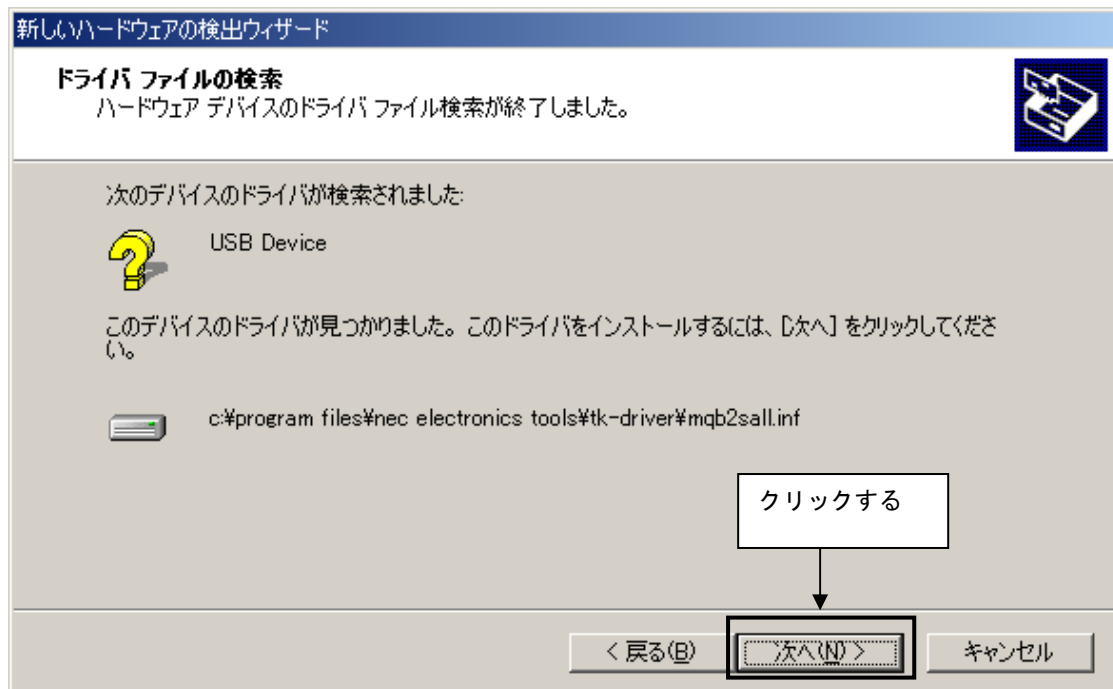 新しいハードウェアの検出ウィザード
ドライバ ファイルの検索
ハードウェア デバイスのドライバ ファイル検索が終了しました。
次のデバイスのドライバが検索されました:
USB Device
このデバイスのドライバが見つかりました。このドライバをインストールするには、[次へ] をクリックしてくださ
い。
c:¥program files¥nec electronics tools¥tk-driver¥mqb2sall.inf
クリックする
< 戻る(B)
次へ(N) >
キャンセル